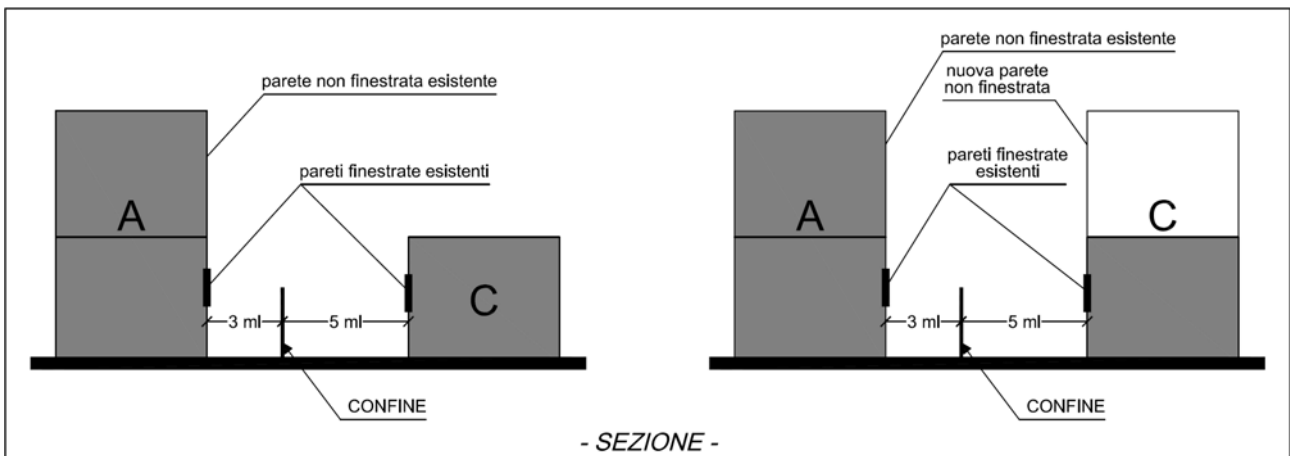 parete non finestrata esistente
pareti finestrate esistenti
A
C
3 ml
5 ml
CONFINE
parete non finestrata esistente
nuova parete
non finestrata
pareti finestrate
esistenti
A
C
3 ml
5 ml
CONFINE
- SEZIONE -